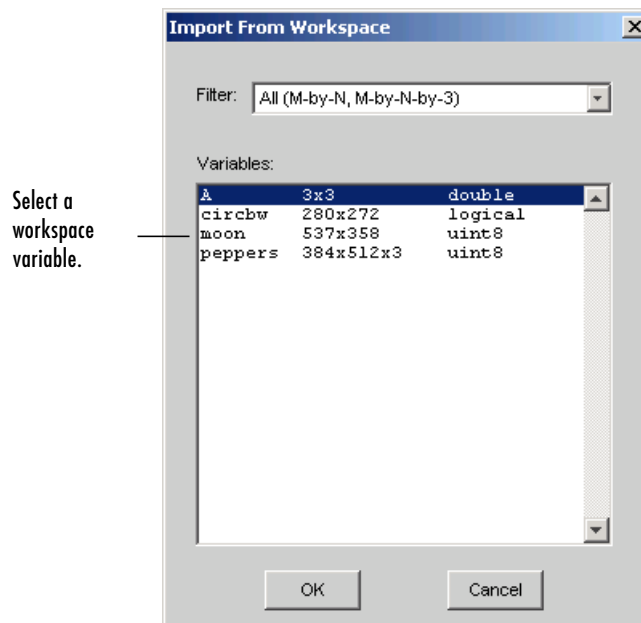 Import From Workspace
Filter: All (M-by-N, M-by-N-by-3)
Variables:
Select a
workspace
variable.
A 3x3 double
circbw 280x272 logical
moon 537x358 uint8
peppers 384x512x3 uint8
OK Cancel